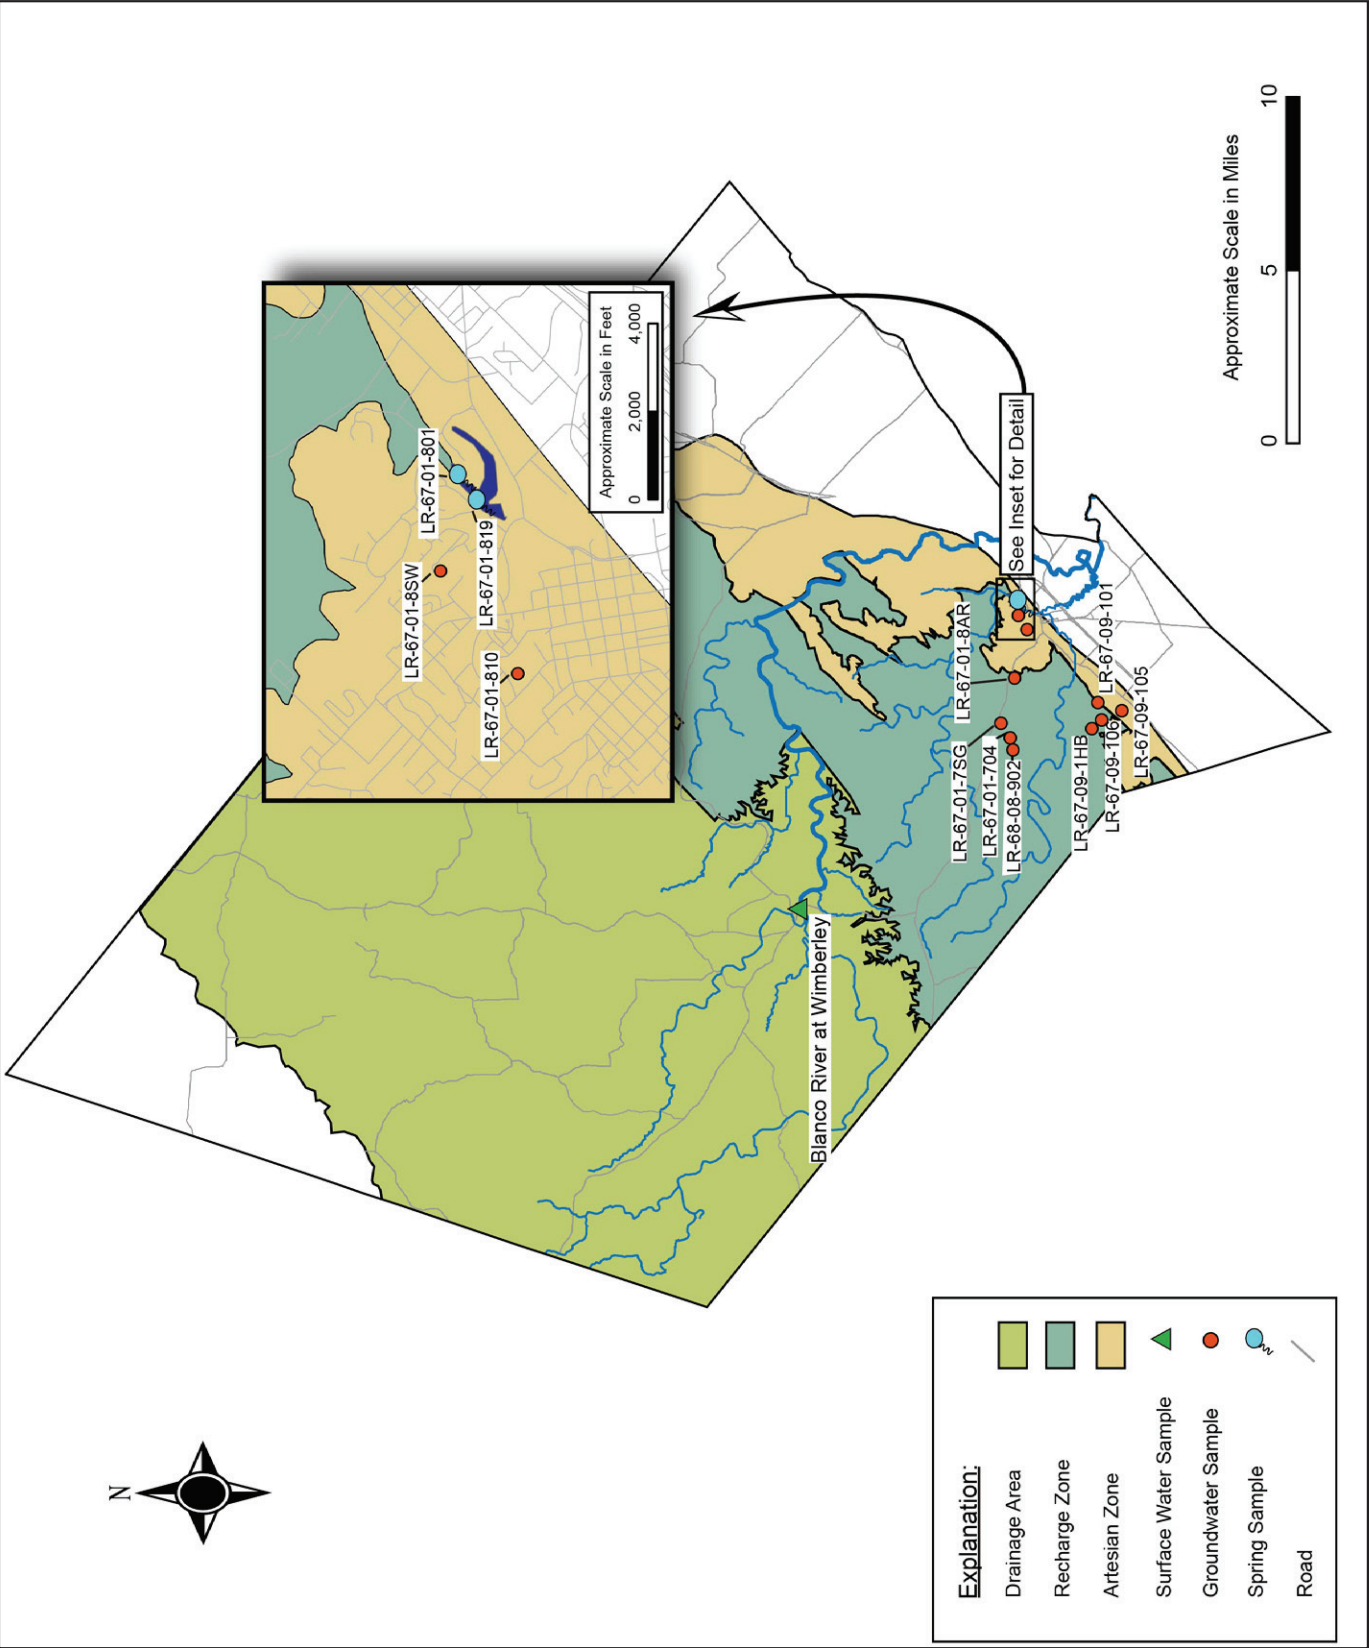 N
LR-67-01-801
LR-67-01-8SW
LR-67-01-819
LR-67-01-810
Approximate Scale in Feet
0 2,000 4,000
See Inset for Detail
Blanco River at Wimberley
LR-67-01-8AR
LR-67-01-7SG
LR-67-01-704
LR-68-08-902
LR-67-09-1HB
LR-67-09-101
LR-67-09-106
LR-67-09-105
Approximate Scale in Miles
0 5 10
Explanation:
Drainage Area
Recharge Zone
Artesian Zone
Surface Water Sample
Groundwater Sample
Spring Sample
Road